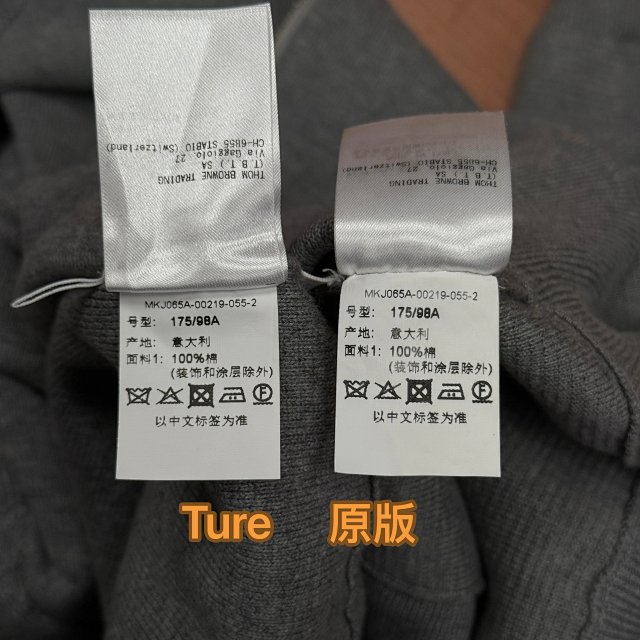 THOM BROWNE TRADING
(T.B.T.) SA
Via Gaggiolo 27
CH-6855 STABIO (Switzerland)
MKJ065A-00219-055-2
号型: 175/98A
产地: 意大利
面料1: 100%棉
(装饰和涂层除外)
以中文标签为准
THOM BROWNE TRADING
(T.B.T.) SA
Via Gaggiolo 27
CH-6855 STABIO (Switzerland)
MKJ065A-00219-055-2
号型: 175/98A
产地: 意大利
面料1: 100%棉
(装饰和涂层除外)
以中文标签为准
Ture 原版